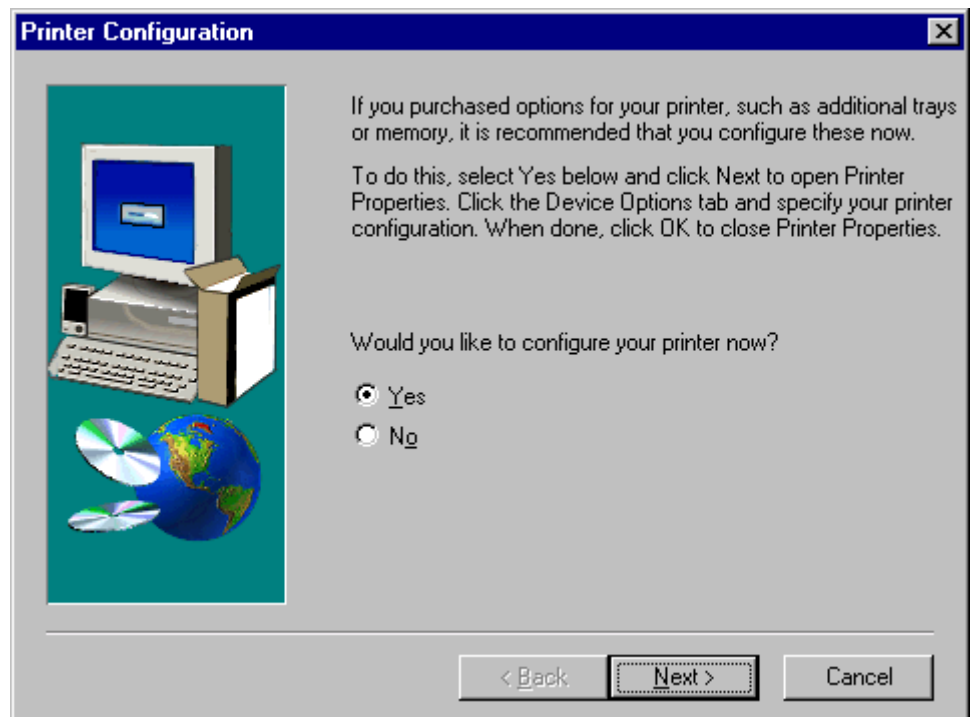 Printer Configuration
If you purchased options for your printer, such as additional trays
or memory, it is recommended that you configure these now.
To do this, select Yes below and click Next to open Printer
Properties. Click the Device Options tab and specify your printer
configuration. When done, click OK to close Printer Properties.
Would you like to configure your printer now?
Yes
No
< Back
Next >
Cancel